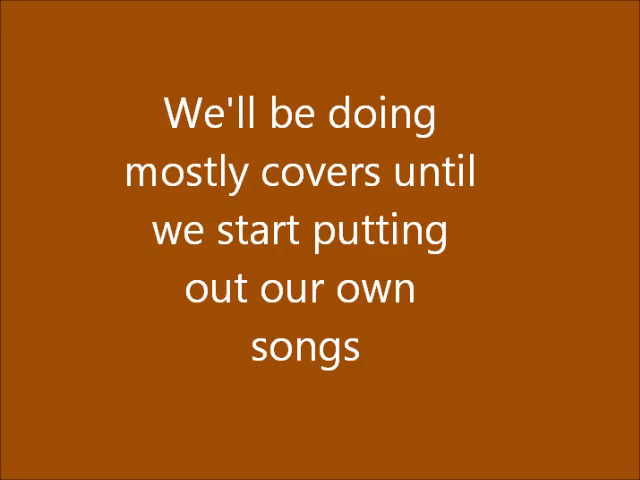 We'll be doing
mostly covers until
we start putting
out our own
songs